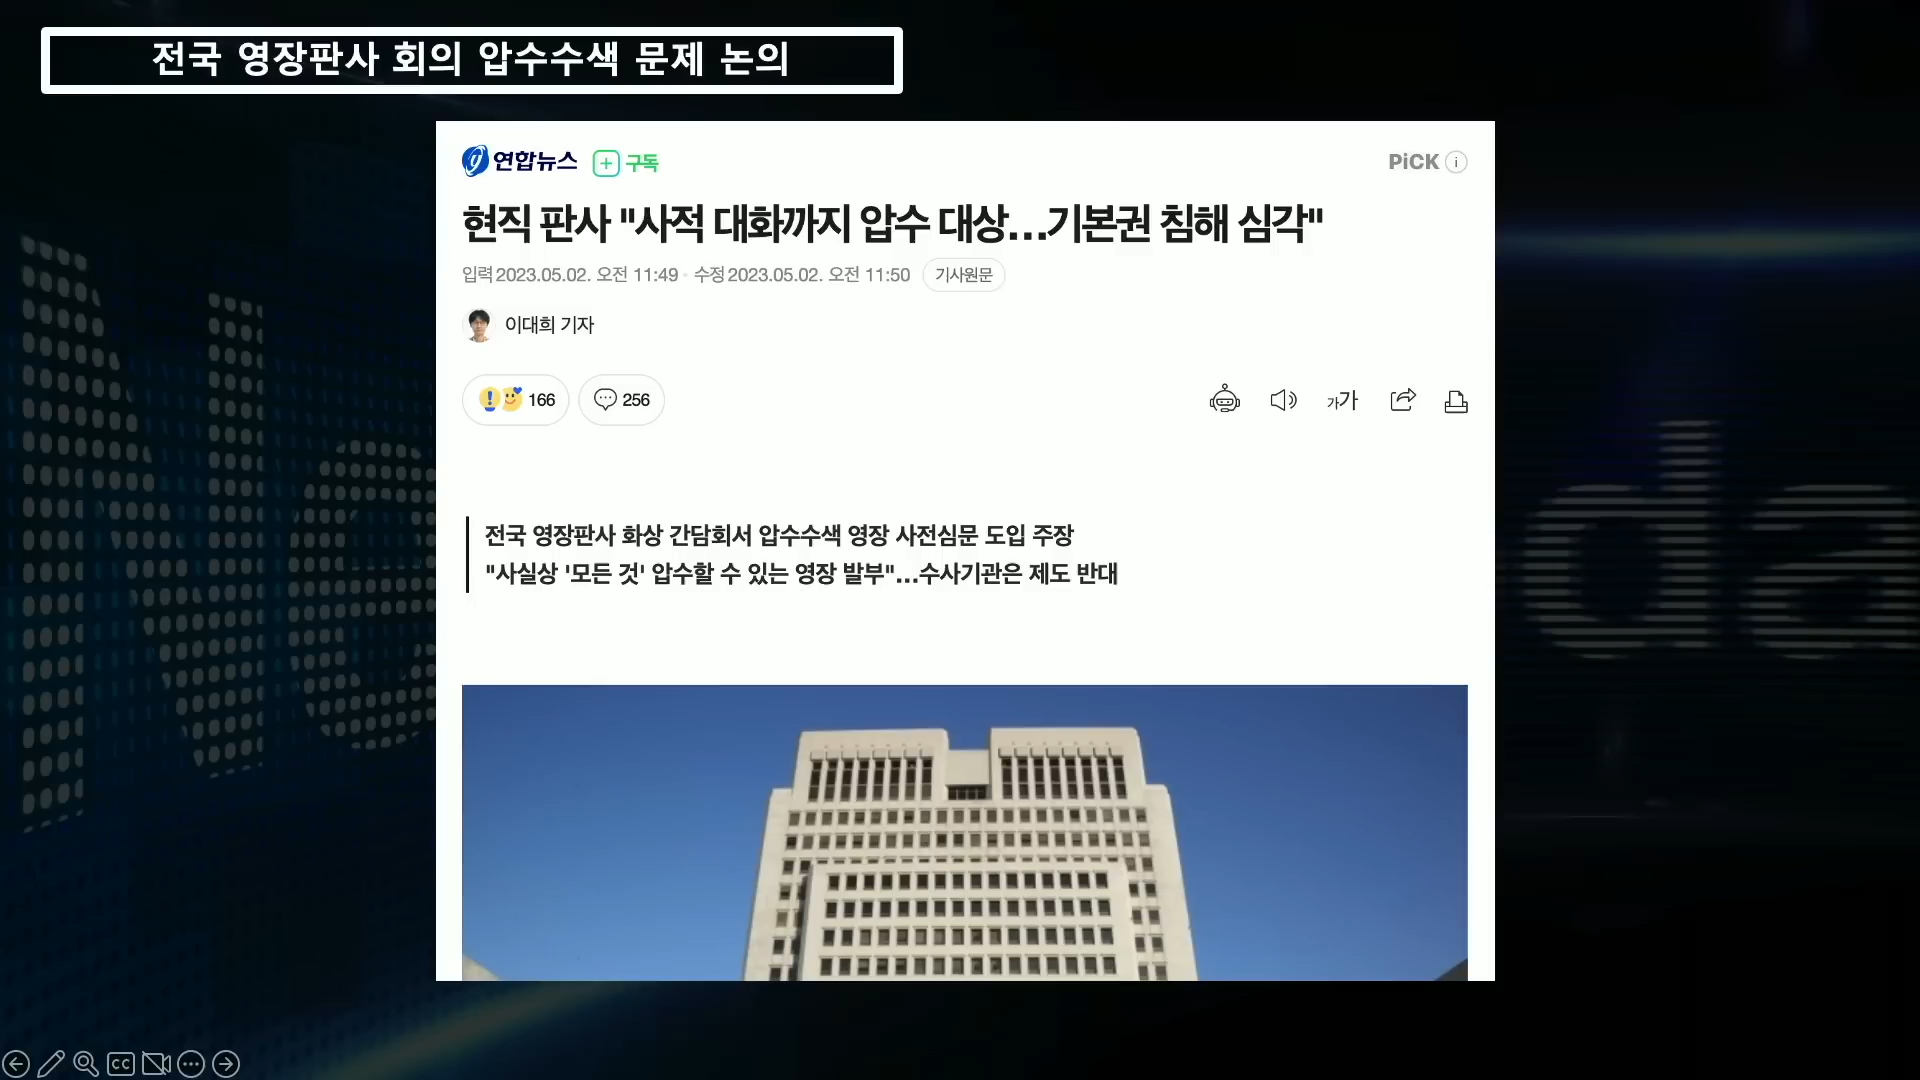 전국 영장판사 회의 압수수색 문제 논의
연합뉴스 구독 PiCK
현직 판사 "사적 대화까지 압수 대상…기본권 침해 심각"
입력 2023.05.02. 오전 11:49 · 수정 2023.05.02. 오전 11:50 기사원문
이대희 기자
166 256 가가
전국 영장판사 화상 간담회서 압수수색 영장 사전심문 도입 주장
"사실상 '모든 것' 압수할 수 있는 영장 발부"…수사기관은 제도 반대
da
CC